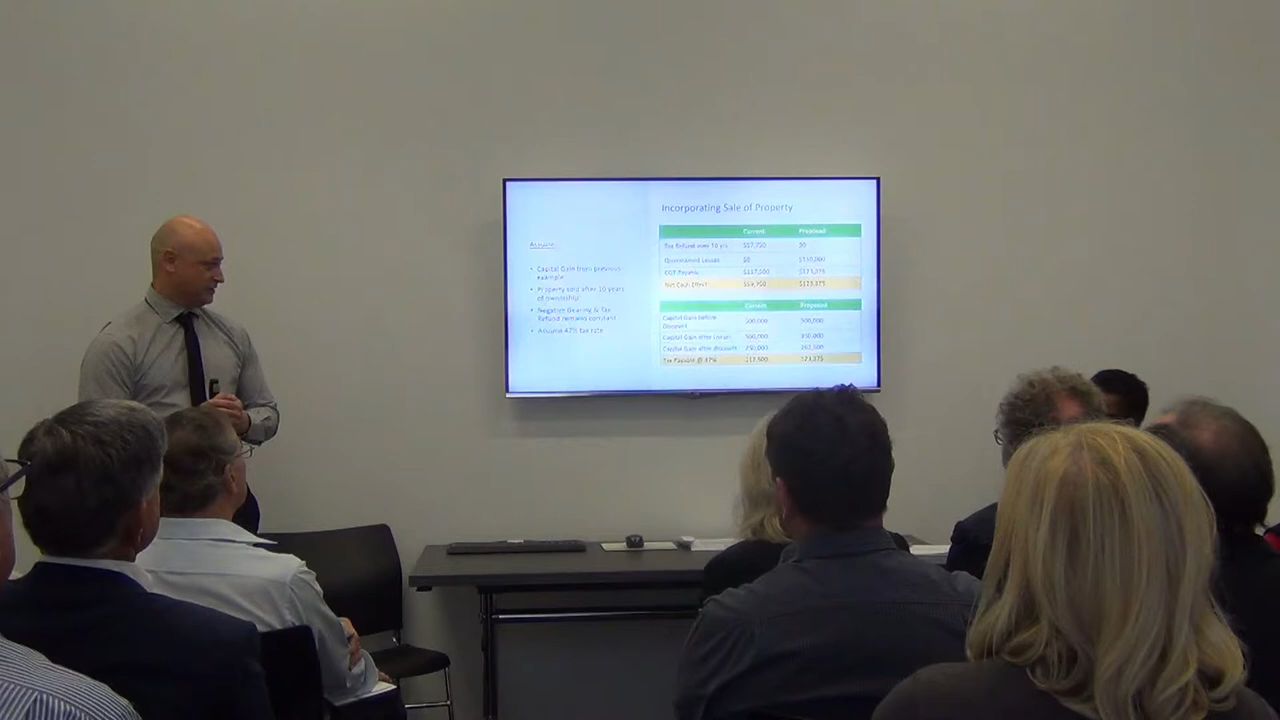 Incorporating Sale of Property
Assume:
• Capital Gain from previous
example
• Property sold after 10 years
of ownership
• Negative Gearing & Tax
Refund remains constant
• Assume 47% tax rate
Current Proposed
Tax Refund over 10 yrs $0
Quarantined Losses $0 $150,000
CGT Payable $117,500 $123,375
Net Cash Effect $123,375
Current Proposed
Capital Gain before
Discount 500,000 500,000
Capital Gain after Losses 500,000 350,000
Capital Gain after discount 250,000 262,500
Tax Payable @ 47% 117,500 123,375